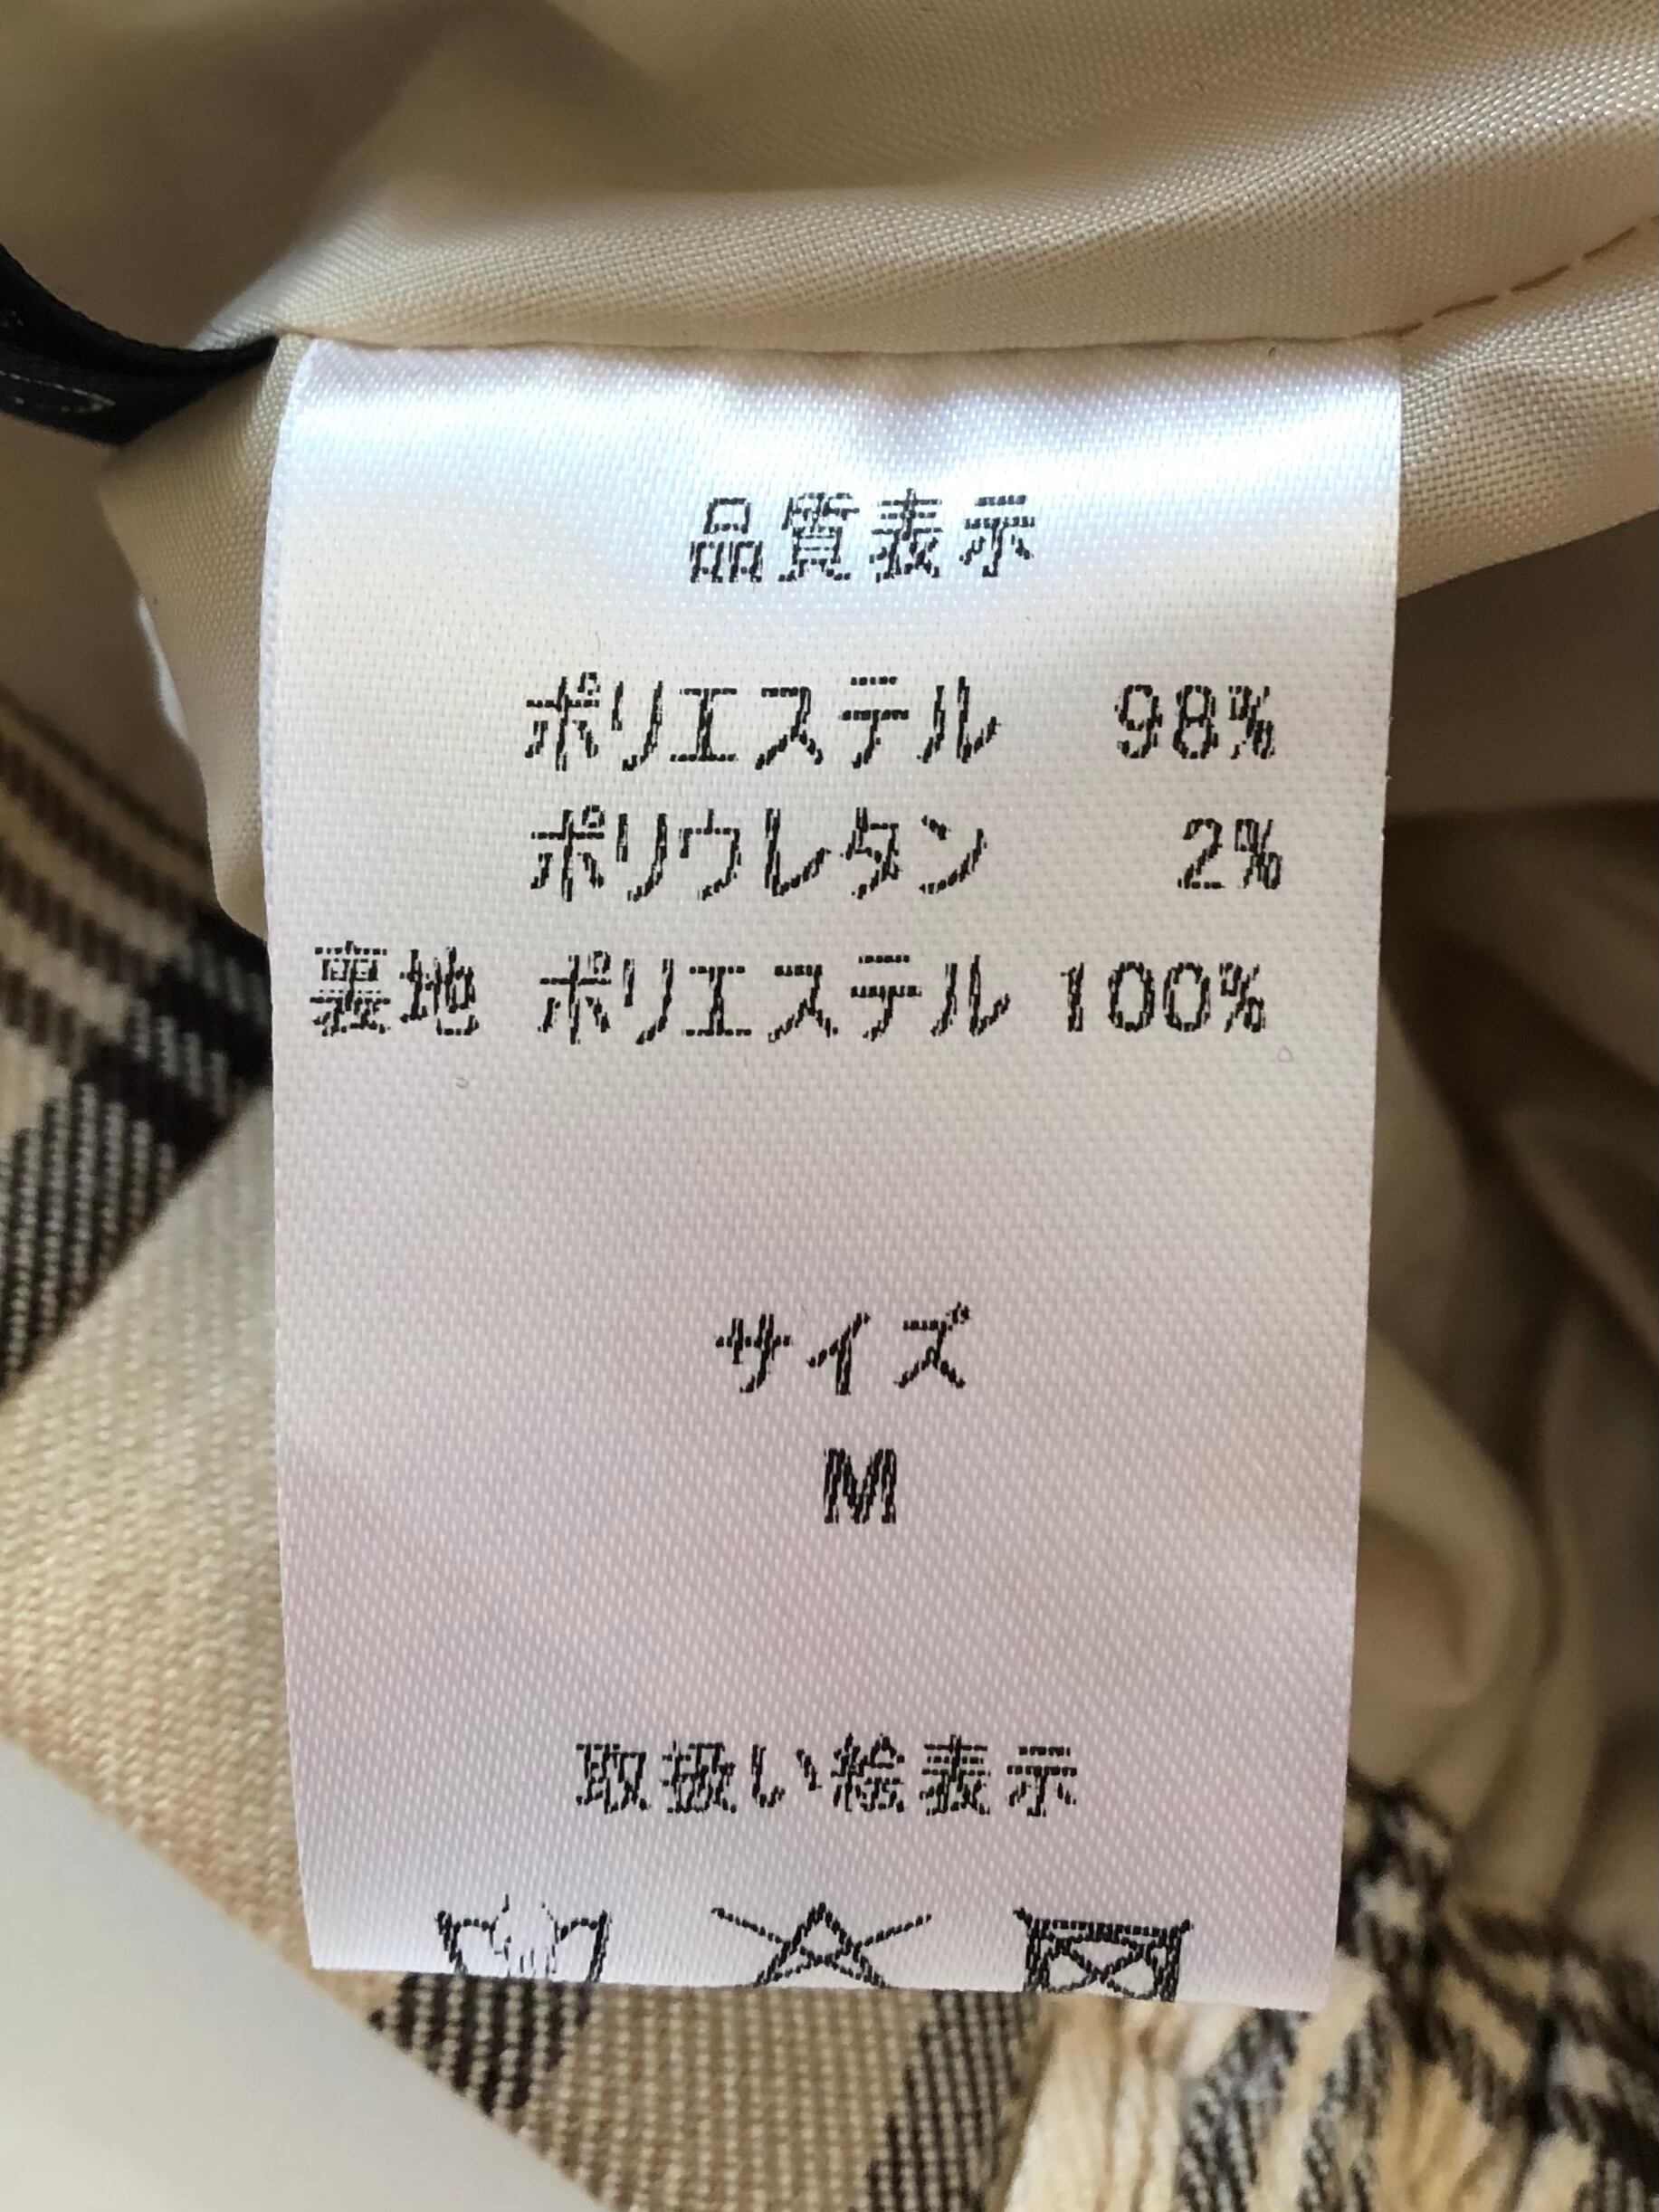 品質表示
ポリエステル 98%
ポリウレタン 2%
裏地 ポリエステル 100%
サイズ
M
取扱い絵表示